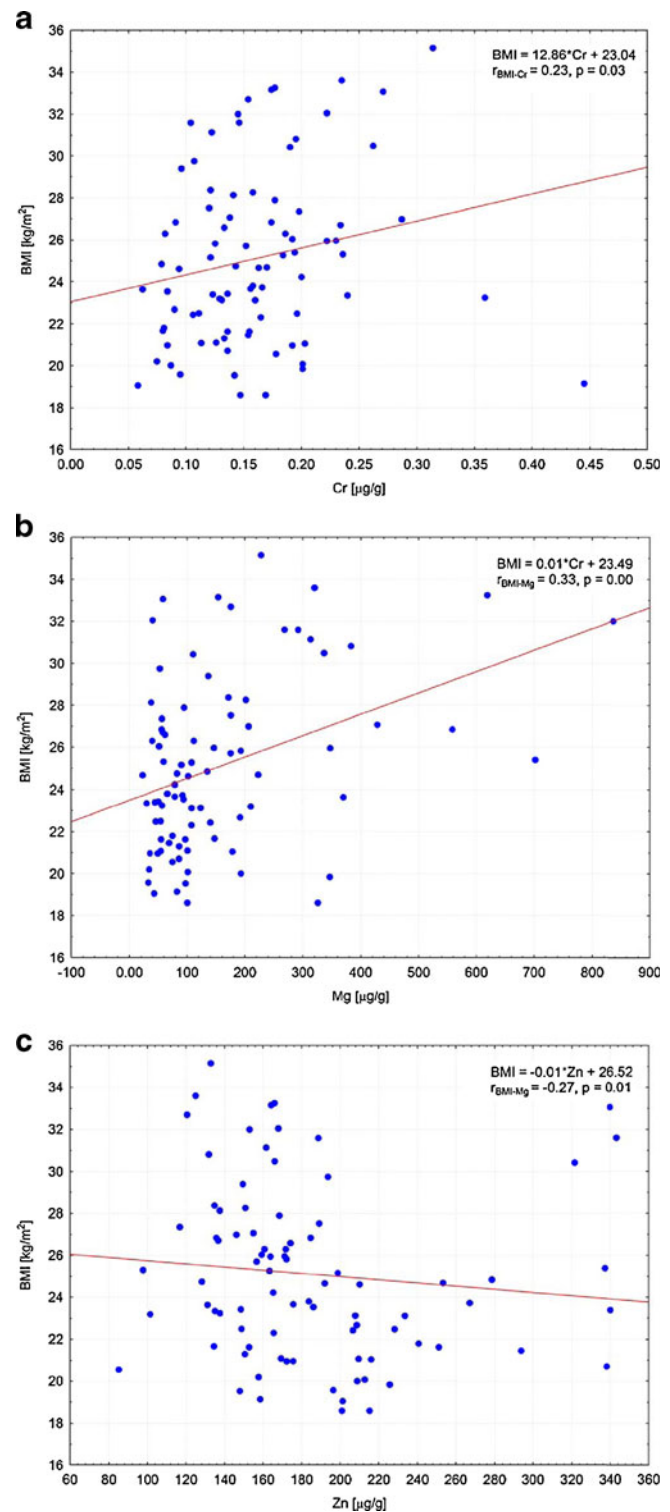 a
BMI = 12.86*Cr + 23.04
rBMI-Cr = 0.23, p = 0.03
BMI [kg/m²]
36
34
32
30
28
26
24
22
20
18
16
0.00 0.05 0.10 0.15 0.20 0.25 0.30 0.35 0.40 0.45 0.50
Cr [µg/g]
b
BMI = 0.01*Cr + 23.49
rBMI-Mg = 0.33, p = 0.00
BMI [kg/m²]
36
34
32
30
28
26
24
22
20
18
16
-100 0.00 100 200 300 400 500 600 700 800 900
Mg [µg/g]
c
BMI = -0.01*Zn + 26.52
rBMI-Mg = -0.27, p = 0.01
BMI [kg/m²]
36
34
32
30
28
26
24
22
20
18
16
60 80 100 120 140 160 180 200 220 240 260 280 300 320 340 360
Zn [µg/g]